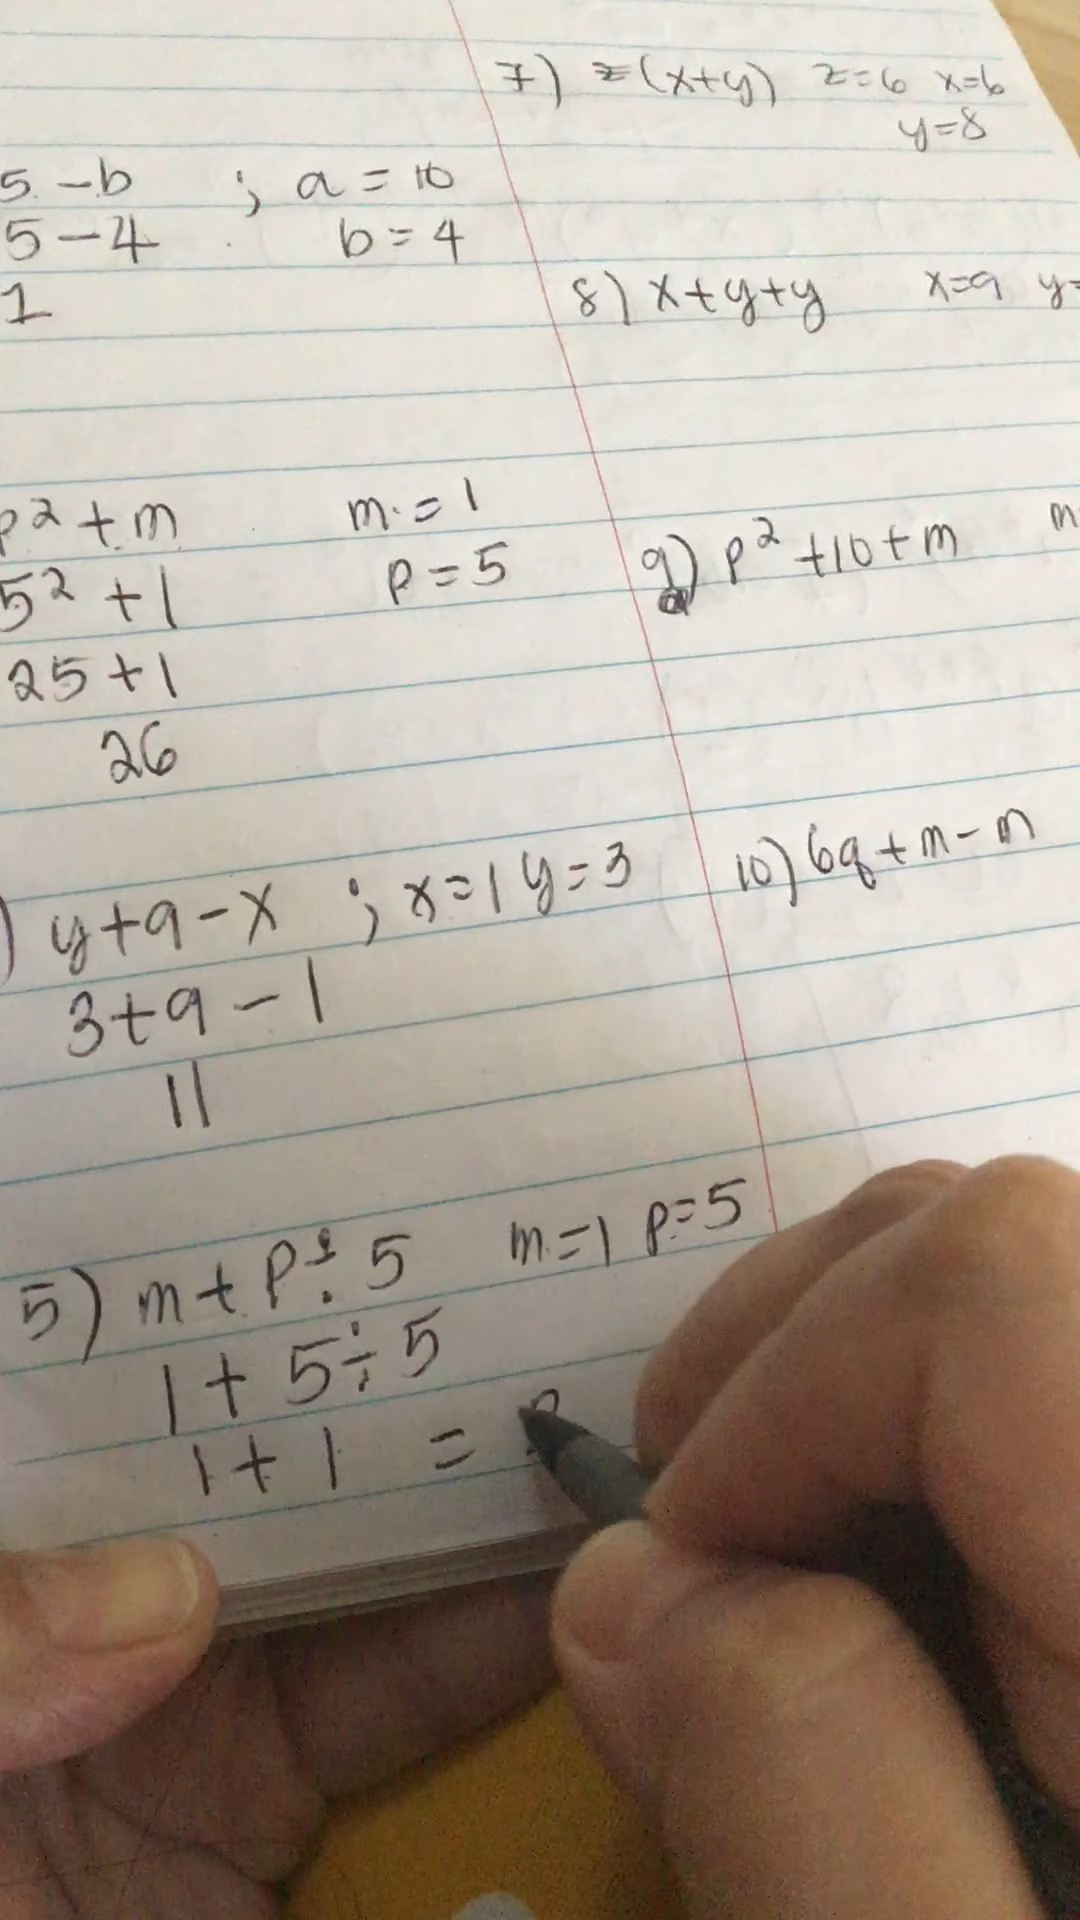 5 - b ; a = 10
5 - 4 b = 4
1
p² + m m = 1
5² + 1 p = 5
25 + 1
26
) y + 9 - x ; x = 1 y = 3
3 + 9 - 1
11
5) m + p ÷ 5 m = 1 p = 5
1 + 5 ÷ 5
1 + 1 =
7) z(x+y) z=6 x=6
y=8
8) x+y+y x=9 y=
9) p² +10+m m
10) 6q + m - n